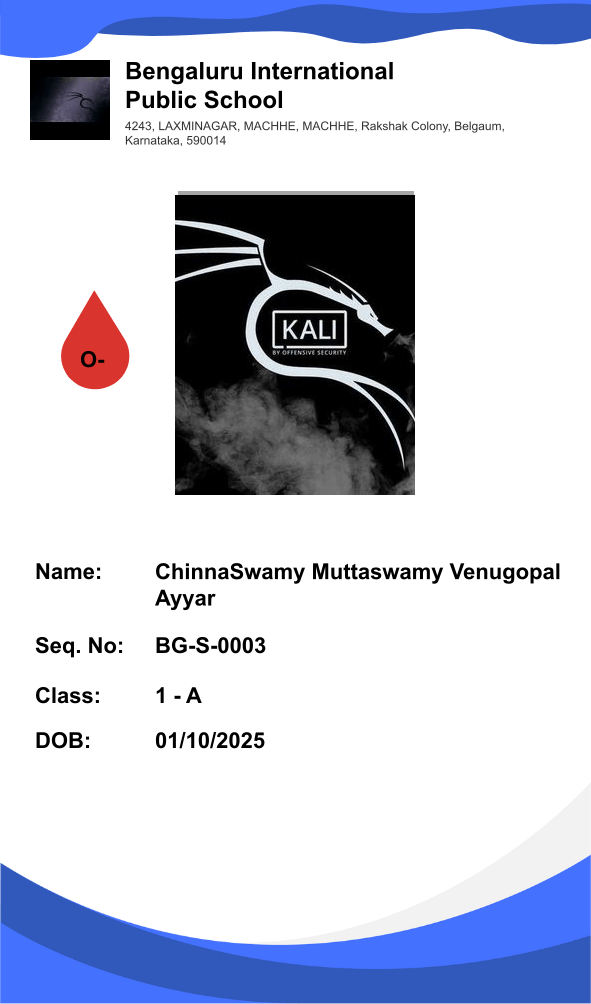 Bengaluru International
Public School
4243, LAXMINAGAR, MACHHE, MACHHE, Rakshak Colony, Belgaum,
Karnataka, 590014
KALI
BY OFFENSIVE SECURITY
O-
Name: ChinnaSwamy Muttaswamy Venugopal
Ayyar
Seq. No: BG-S-0003
Class: 1 - A
DOB: 01/10/2025